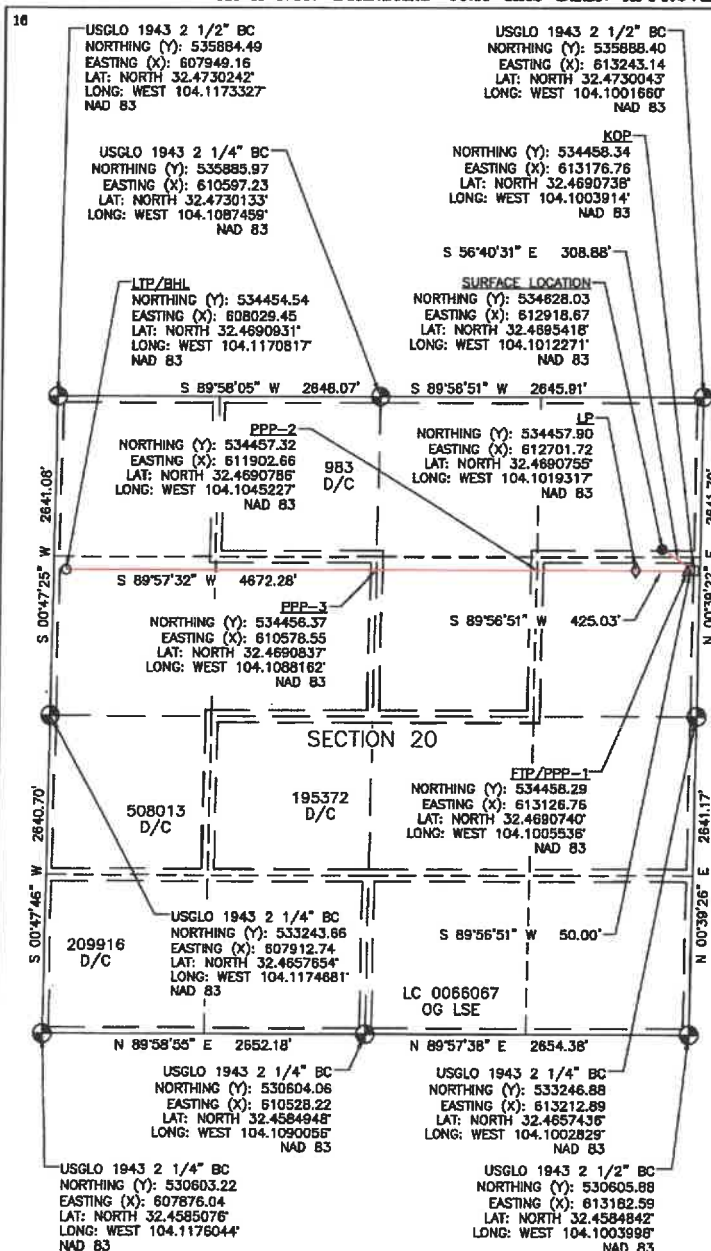 16
USGLO 1943 2 1/2" BC
NORTHING (Y): 535884.49
EASTING (X): 607949.16
LAT: NORTH 32.4730242°
LONG: WEST 104.1173327°
NAD 83
USGLO 1943 2 1/2" BC
NORTHING (Y): 535888.40
EASTING (X): 613243.14
LAT: NORTH 32.4730043°
LONG: WEST 104.1001660°
NAD 83
USGLO 1943 2 1/4" BC
NORTHING (Y): 535885.97
EASTING (X): 610597.23
LAT: NORTH 32.4730133°
LONG: WEST 104.1087459°
NAD 83
KOP
NORTHING (Y): 534458.34
EASTING (X): 613176.76
LAT: NORTH 32.4690738°
LONG: WEST 104.1003914°
NAD 83
S 56°40'31" E 308.88'
LTP/BHL
NORTHING (Y): 534454.54
EASTING (X): 608029.45
LAT: NORTH 32.4690931°
LONG: WEST 104.1170817°
NAD 83
SURFACE LOCATION
NORTHING (Y): 534628.03
EASTING (X): 612918.67
LAT: NORTH 32.4695418°
LONG: WEST 104.1012271°
NAD 83
S 89°58'05" W 2648.07'
S 89°56'51" W 2645.91'
PPP-2
NORTHING (Y): 534457.32
EASTING (X): 611902.66
LAT: NORTH 32.4690786°
LONG: WEST 104.1045227°
NAD 83
983
D/C
LP
NORTHING (Y): 534457.90
EASTING (X): 612701.72
LAT: NORTH 32.4690755°
LONG: WEST 104.1019317°
NAD 83
2641.08'
S 00°47'25" W
N 00°39'22" E
S 89°57'32" W 4672.28'
S 89°56'51" W 425.03'
PPP-3
NORTHING (Y): 534456.37
EASTING (X): 610578.55
LAT: NORTH 32.4690837°
LONG: WEST 104.1088162°
NAD 83
SECTION 20
FTP/PPP-1
NORTHING (Y): 534458.29
EASTING (X): 613126.76
LAT: NORTH 32.4690740°
LONG: WEST 104.1005536°
NAD 83
508013
D/C
195372
D/C
2640.70'
S 00°47'46" W
2641.17'
N 00°39'26" E
USGLO 1943 2 1/4" BC
NORTHING (Y): 533243.66
EASTING (X): 607912.74
LAT: NORTH 32.4657654°
LONG: WEST 104.1174681°
NAD 83
S 89°56'51" W 50.00'
209916
D/C
LC 0066067
OG LSE
N 89°58'55" E 2652.18'
N 89°57'38" E 2654.38'
USGLO 1943 2 1/4" BC
NORTHING (Y): 530604.06
EASTING (X): 610528.22
LAT: NORTH 32.4584948°
LONG: WEST 104.1090056°
NAD 83
USGLO 1943 2 1/4" BC
NORTHING (Y): 533246.88
EASTING (X): 613212.89
LAT: NORTH 32.4657436°
LONG: WEST 104.1002829°
NAD 83
USGLO 1943 2 1/4" BC
NORTHING (Y): 530603.22
EASTING (X): 607876.04
LAT: NORTH 32.4585076°
LONG: WEST 104.1176044°
NAD 83
USGLO 1943 2 1/2" BC
NORTHING (Y): 530605.88
EASTING (X): 613182.59
LAT: NORTH 32.4584842°
LONG: WEST 104.1003998°
NAD 83